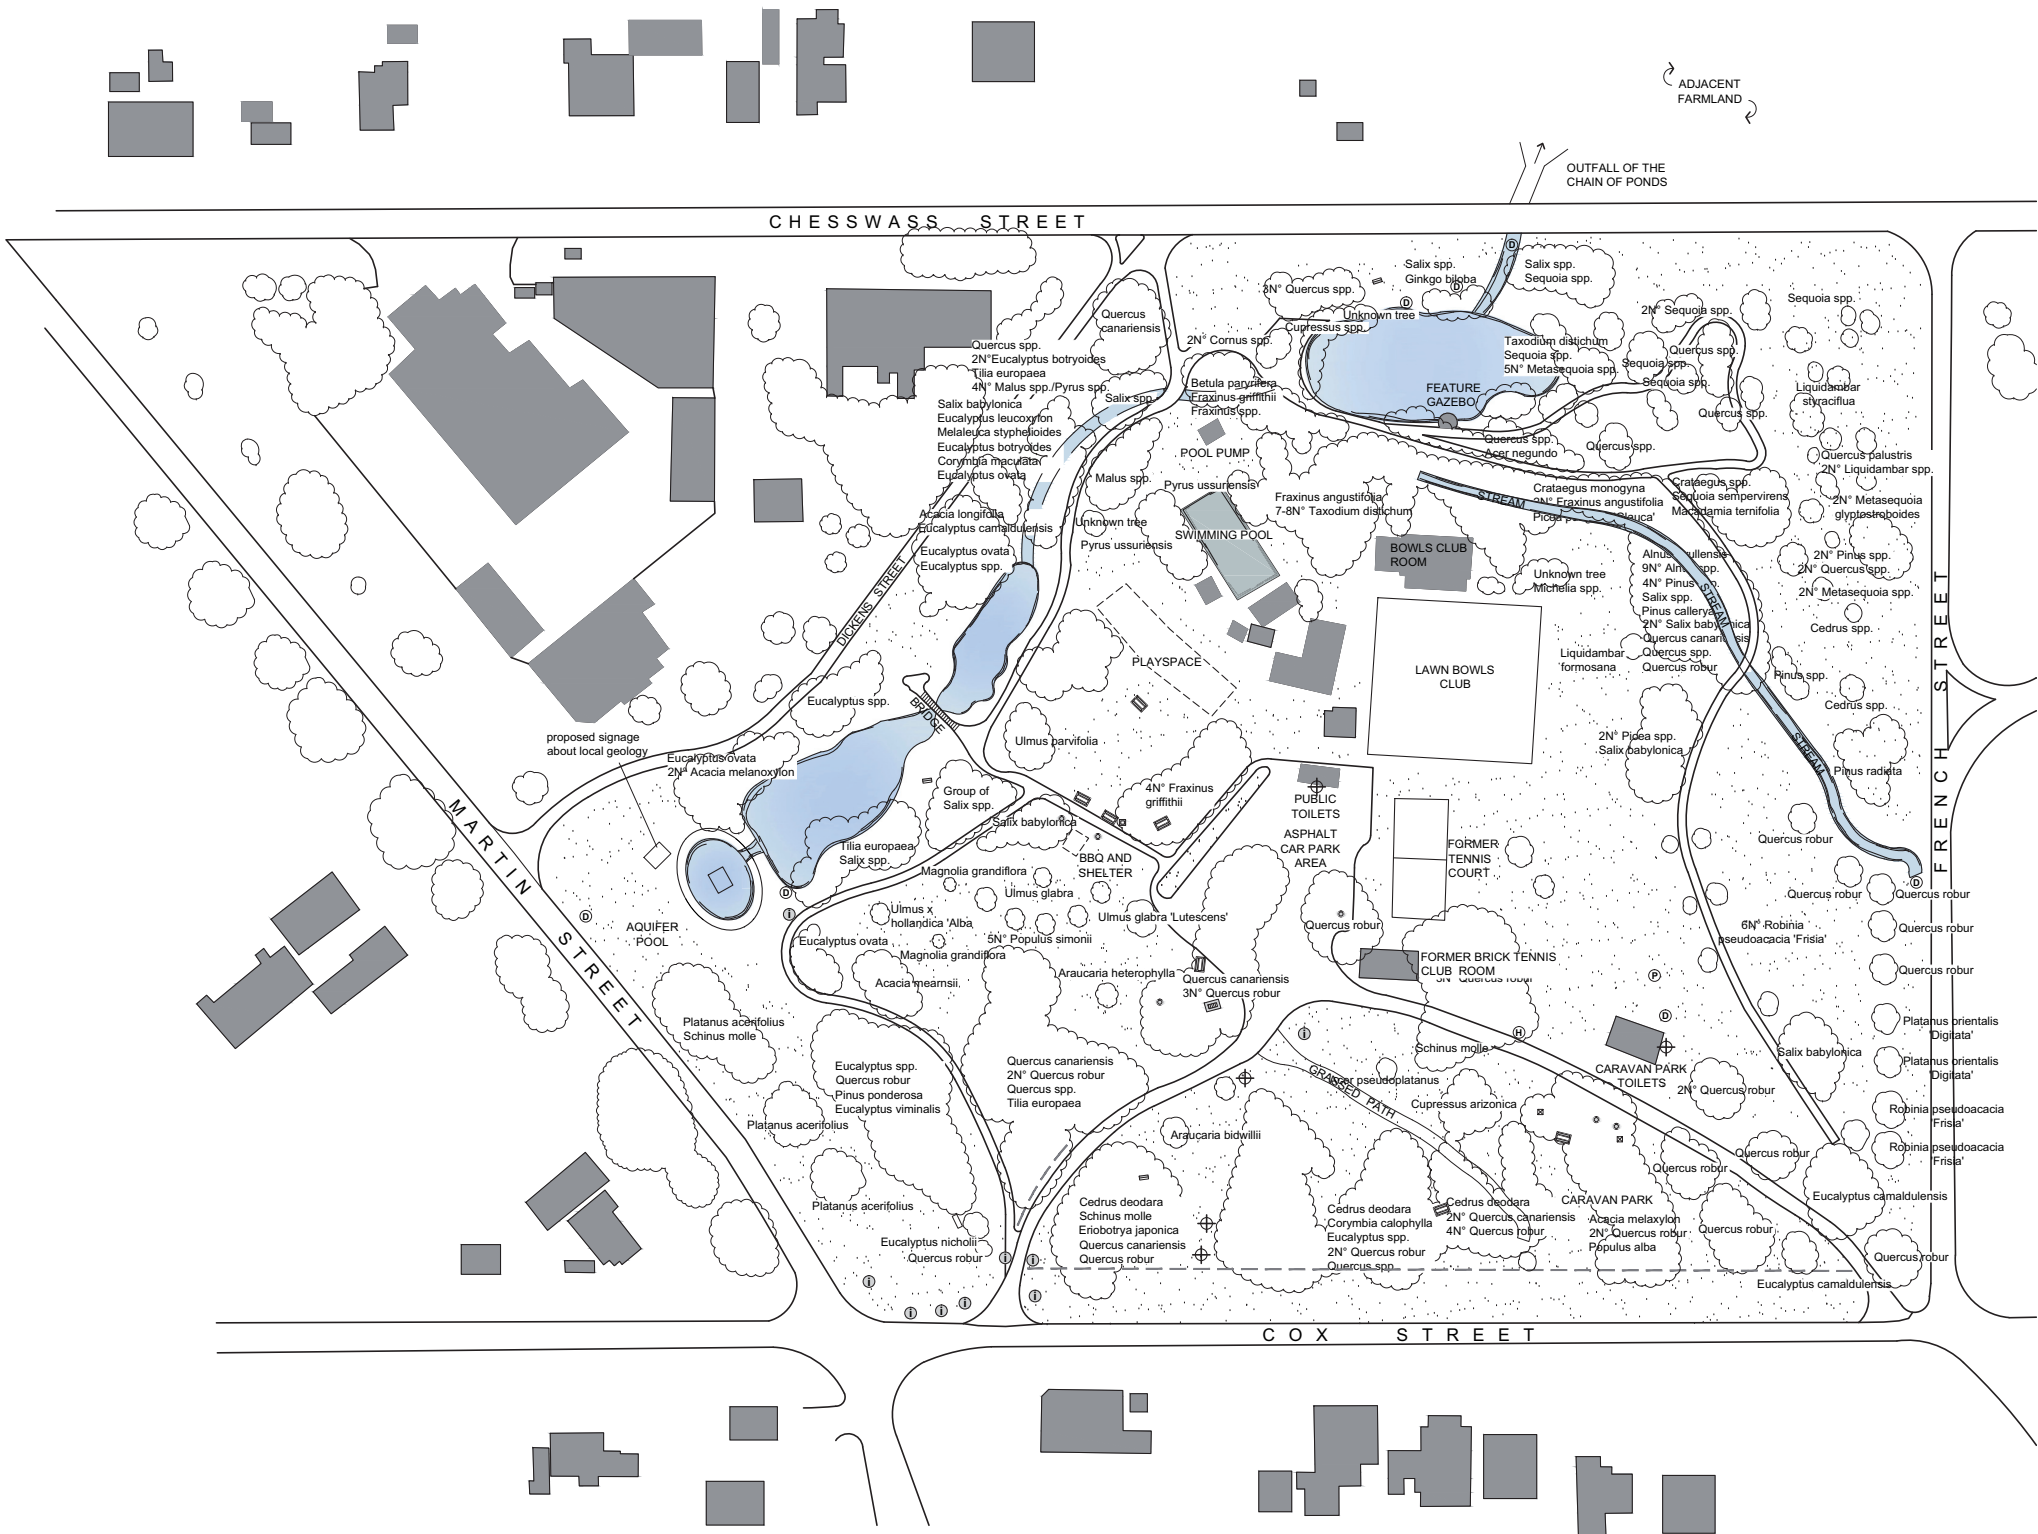 ADJACENT
FARMLAND
OUTFALL OF THE
CHAIN OF PONDS
CHESSWASS STREET
Salix spp.
Ginkgo biloba
Salix spp.
Sequoia spp.
3N° Quercus spp.
Sequoia spp.
2N° Sequoia spp.
Quercus
canariensis
Unknown tree
Cupressus spp.
2N° Cornus spp.
Quercus spp.
2N°Eucalyptus botryoides
Tilia europaea
4N° Malus spp./Pyrus spp.
Taxodium distichum
Sequoia spp.
5N° Metasequoia spp.
Quercus spp.
Sequoia spp.
Sequoia spp.
Betula paryrifera
Fraxinus griffithii
Fraxinus spp.
FEATURE
GAZEBO
Liquidambar
styraciflua
Salix spp.
Salix babylonica
Eucalyptus leucoxylon
Melaleuca styphelioides
Eucalyptus botryoides
Corymbia maculata
Eucalyptus ovata
Quercus spp.
Quercus spp.
Acer negundo
Quercus spp.
POOL PUMP
Quercus palustris
2N° Liquidambar spp.
Malus spp.
Pyrus ussuriensis
Fraxinus angustifolia
7-8N° Taxodium distichum
STREAM
Crataegus monogyna
2N° Fraxinus angustifolia
Crataegus spp.
Sequoia sempervirens
Macadamia ternifolia
2N° Metasequoia
glyptostroboides
Acacia longifolia
Eucalyptus camaldulensis
Unknown tree
SWIMMING POOL
Pyrus ussuriensis
BOWLS CLUB
ROOM
Eucalyptus ovata
Eucalyptus spp.
9N° Alnus spp.
4N° Pinus spp.
Salix spp.
Pinus callerya
2N° Salix babylonica
Quercus canariensis
Quercus spp.
Quercus robur
STREAM
2N° Pinus spp.
2N° Quercus spp.
Unknown tree
Michelia spp.
2N° Metasequoia spp.
FRENCH STREET
DICKENS STREET
Cedrus spp.
PLAYSPACE
LAWN BOWLS
CLUB
Liquidambar
formosana
Pinus spp.
Eucalyptus spp.
BRIDGE
Cedrus spp.
proposed signage
about local geology
Ulmus parvifolia
2N° Picea spp.
Salix babylonica
STREAM
Eucalyptus ovata
2N° Acacia melanoxylon
Pinus radiata
Group of
Salix spp.
4N° Fraxinus
griffithii
PUBLIC
TOILETS
MARTIN STREET
Salix babylonica
ASPHALT
CAR PARK
AREA
FORMER
TENNIS
COURT
Quercus robur
Tilia europaea
Salix spp.
BBQ AND
SHELTER
Magnolia grandiflora
Ulmus glabra
Quercus robur
Quercus robur
Ulmus x
hollandica 'Alba
Ulmus glabra 'Lutescens'
Quercus robur
6N° Robinia
pseudoacacia 'Frisia'
Quercus robur
AQUIFER
POOL
Eucalyptus ovata
5N° Populus simonii
Magnolia grandiflora
FORMER BRICK TENNIS
CLUB ROOM
3N° Quercus robur
Quercus robur
Araucaria heterophylla
Acacia mearnsii.
Quercus canariensis
3N° Quercus robur
Platanus acerifolius
Schinus molle
Platanus orientalis
'Digitata'
Schinus molle
Salix babylonica
Eucalyptus spp.
Quercus robur
Pinus ponderosa
Eucalyptus viminalis
Quercus canariensis
2N° Quercus robur
Quercus spp.
Tilia europaea
GRASSED PATH
Acer pseudoplatanus
CARAVAN PARK
TOILETS
2N° Quercus robur
Platanus orientalis
'Digitata'
Cupressus arizonica
Platanus acerifolius
Araucaria bidwillii
Robinia pseudoacacia
'Frisia'
Quercus robur
Robinia pseudoacacia
'Frisia'
Quercus robur
Platanus acerifolius
Cedrus deodara
Schinus molle
Eriobotrya japonica
Quercus canariensis
Quercus robur
Cedrus deodara
Corymbia calophylla
Eucalyptus spp.
2N° Quercus robur
Quercus spp
Cedrus deodara
2N° Quercus canariensis
4N° Quercus robur
CARAVAN PARK
Acacia melaxylon
2N° Quercus robur
Populus alba
Eucalyptus camaldulensis
Quercus robur
Eucalyptus nicholii
Quercus robur
Quercus robur
Eucalyptus camaldulensis
COX STREET